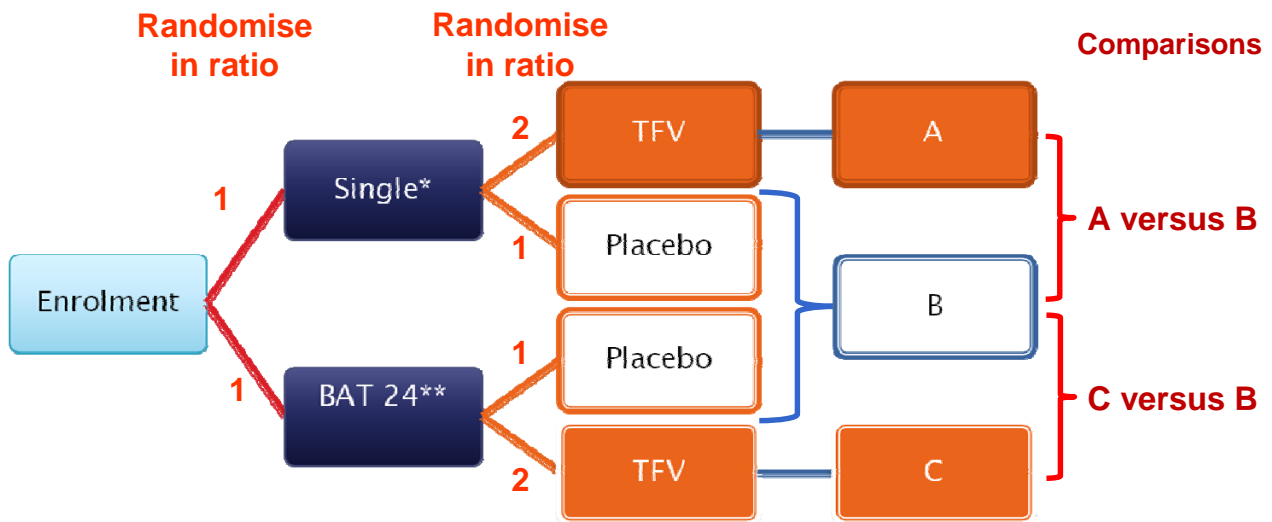 Randomise
in ratio
Randomise
in ratio
Comparisons
2
TFV
A
1
Single*
1
Placebo
A versus B
Enrolment
B
1
BAT 24**
1
Placebo
C versus B
2
TFV
C